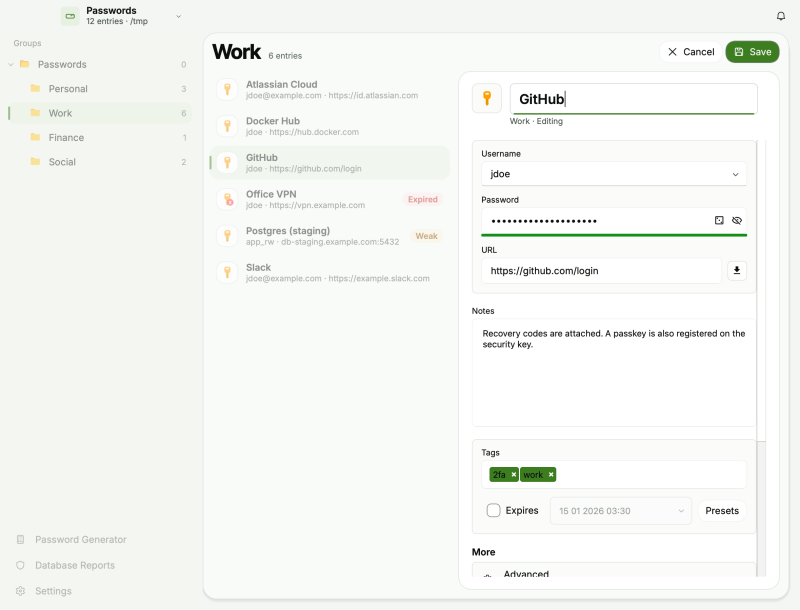 Passwords
12 entries · /tmp
Groups
Passwords 0
Personal 3
Work 6
Finance 1
Social 2
Password Generator
Database Reports
Settings
Work 6 entries
Cancel
Save
Atlassian Cloud
jdoe@example.com · https://id.atlassian.com
Docker Hub
jdoe · https://hub.docker.com
GitHub
jdoe · https://github.com/login
Office VPN
jdoe · https://vpn.example.com
Expired
Postgres (staging)
app_rw · db-staging.example.com:5432
Weak
Slack
jdoe@example.com · https://example.slack.com
GitHub
Work · Editing
Username
jdoe
Password
••••••••••••••••••••
URL
https://github.com/login
Notes
Recovery codes are attached. A passkey is also registered on the
security key.
Tags
2fa × work ×
Expires
15 01 2026 03:30
Presets
More
Advanced